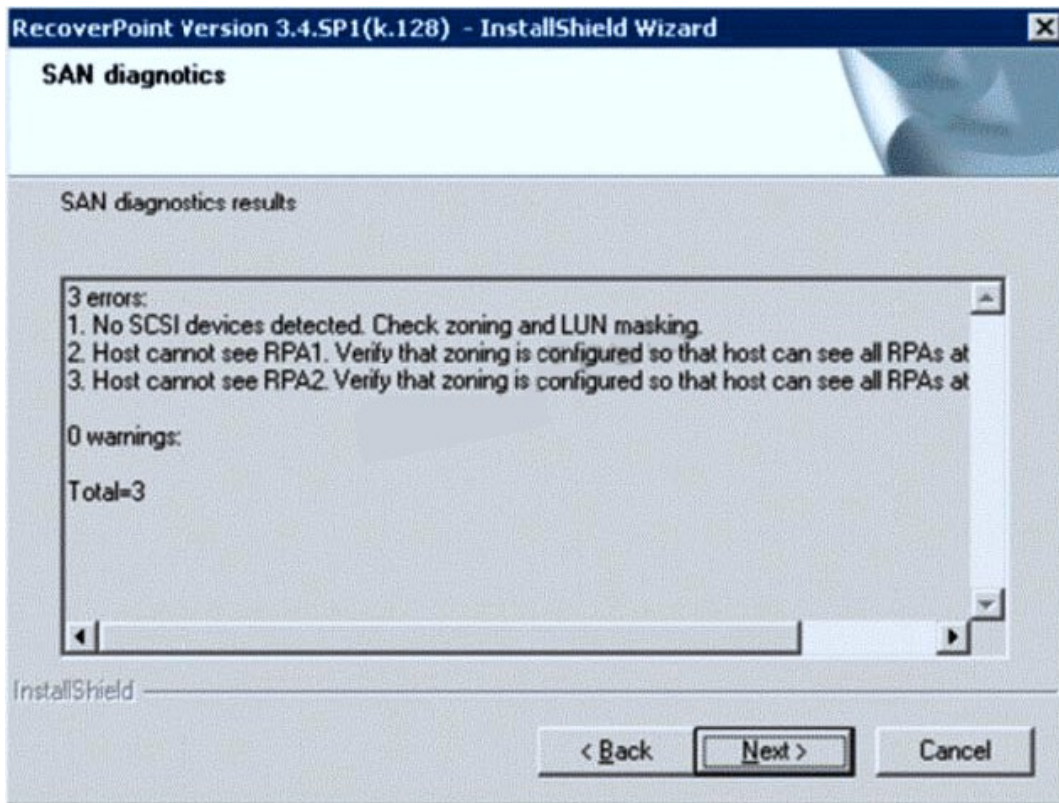 RecoverPoint Version 3.4.SP1(k.128) - InstallShield Wizard
SAN diagnotics
SAN diagnostics results
3 errors:
1. No SCSI devices detected. Check zoning and LUN masking.
2. Host cannot see RPA1. Verify that zoning is configured so that host can see all RPAs at
3. Host cannot see RPA2. Verify that zoning is configured so that host can see all RPAs at
0 warnings:
Total=3
InstallShield
< Back
Next >
Cancel